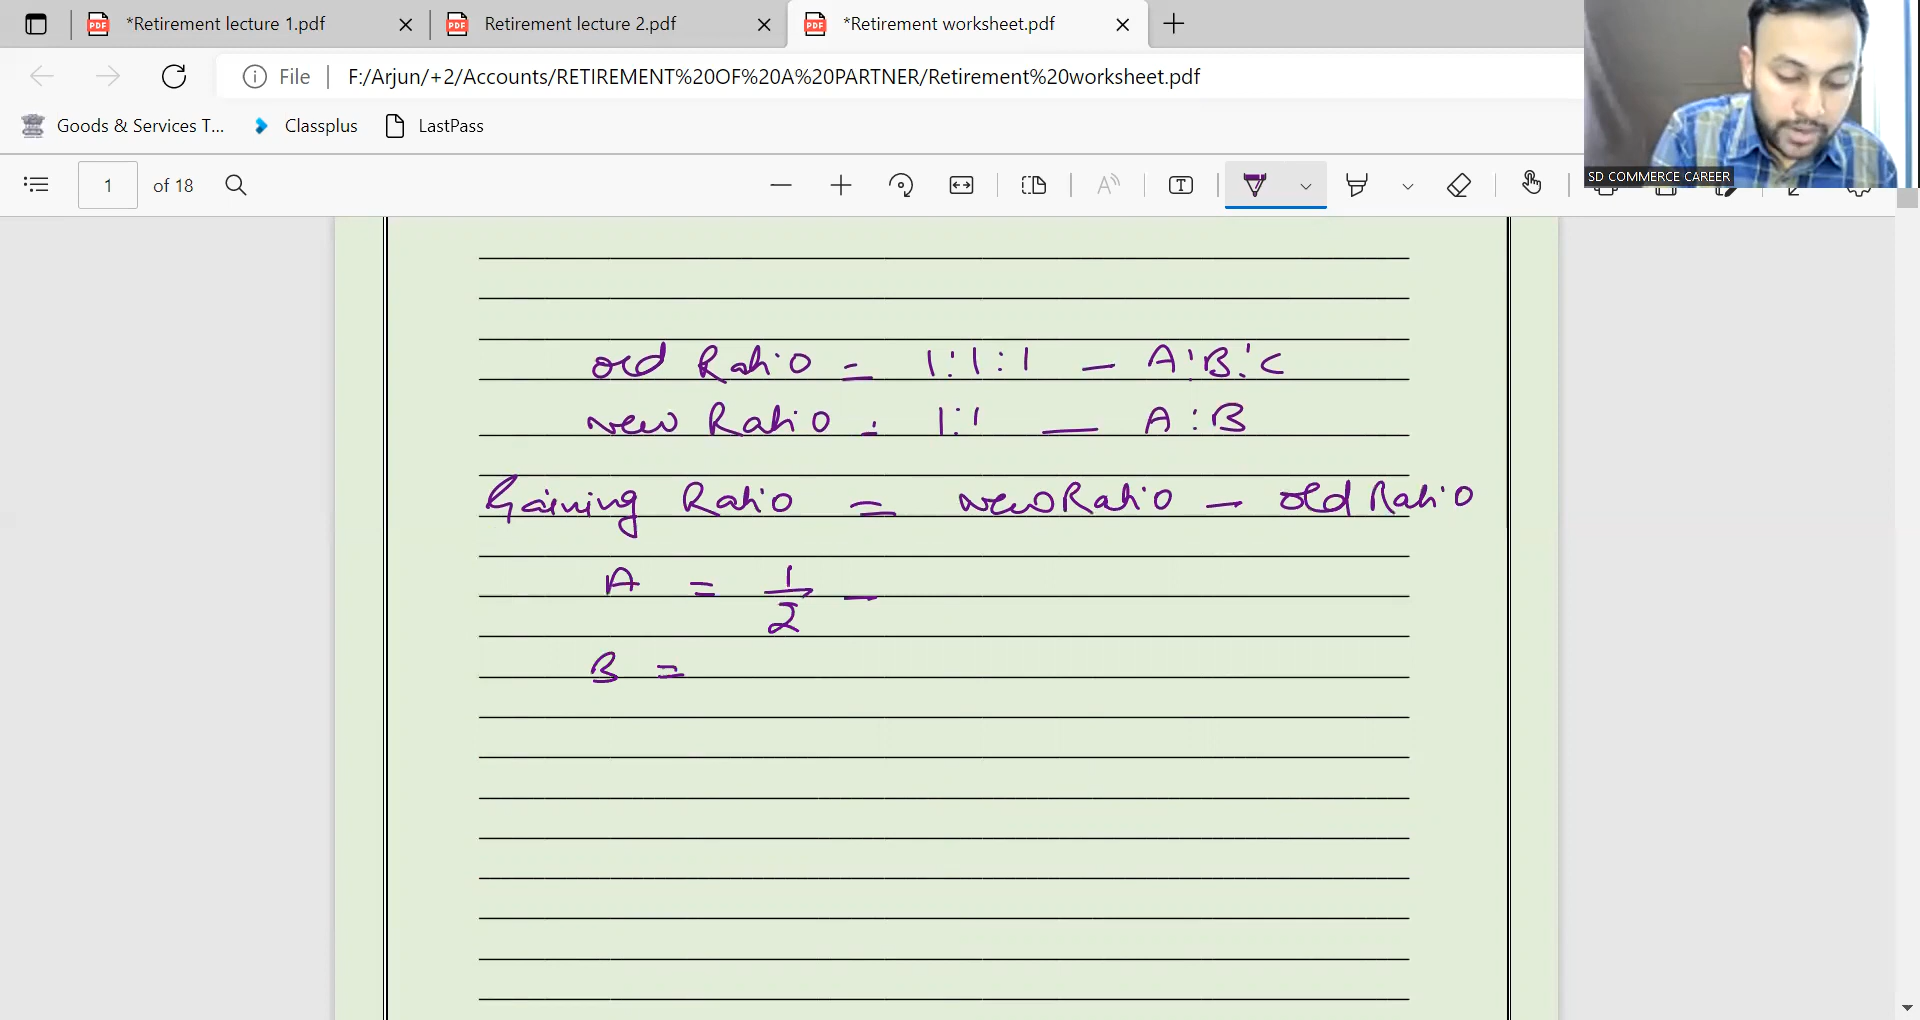 *Retirement lecture 1.pdf
Retirement lecture 2.pdf
*Retirement worksheet.pdf
File
F:/Arjun/+2/Accounts/RETIREMENT%20OF%20A%20PARTNER/Retirement%20worksheet.pdf
Goods & Services T...
Classplus
LastPass
SD COMMERCE CAREER
1 of 18
old Ratio = 1:1:1 — A:B:C
new Ratio = 1:1 — A:B
Gaining Ratio = new Ratio — old Ratio
A = 1/2 —
B =